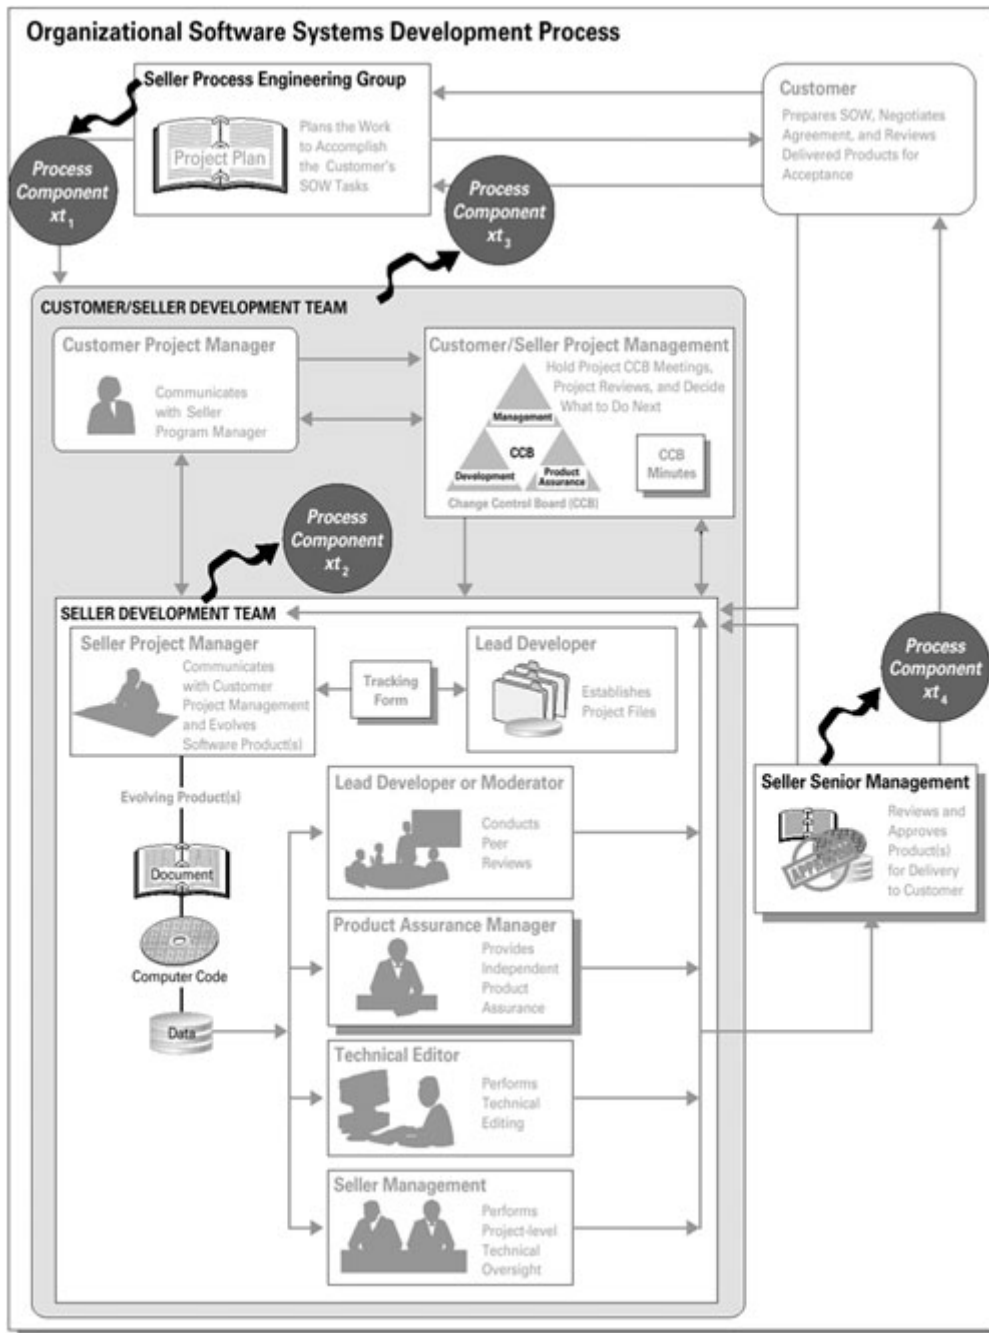 Organizational Software Systems Development Process
Seller Process Engineering Group
Project Plan
Plans the Work
to Accomplish
the Customer's
SOW Tasks
Customer
Prepares SOW, Negotiates
Agreement, and Reviews
Delivered Products for
Acceptance
Process
Component
xt1
Process
Component
xt3
CUSTOMER/SELLER DEVELOPMENT TEAM
Customer Project Manager
Communicates
with Seller
Program Manager
Customer/Seller Project Management
Hold Project CCB Meetings,
Project Reviews, and Decide
What to Do Next
Management
CCB
Development
Product
Assurance
Change Control Board (CCB)
CCB
Minutes
Process
Component
xt2
SELLER DEVELOPMENT TEAM
Seller Project Manager
Communicates
with Customer
Project Management
and Evolves
Software Product(s)
Tracking
Form
Lead Developer
Establishes
Project Files
Process
Component
xt4
Seller Senior Management
APPROVED
Reviews and
Approves
Product(s)
for Delivery
to Customer
Evolving Product(s)
Document
Computer Code
Data
Lead Developer or Moderator
Conducts
Peer
Reviews
Product Assurance Manager
Provides
Independent
Product
Assurance
Technical Editor
Performs
Technical
Editing
Seller Management
Performs
Project-level
Technical
Oversight